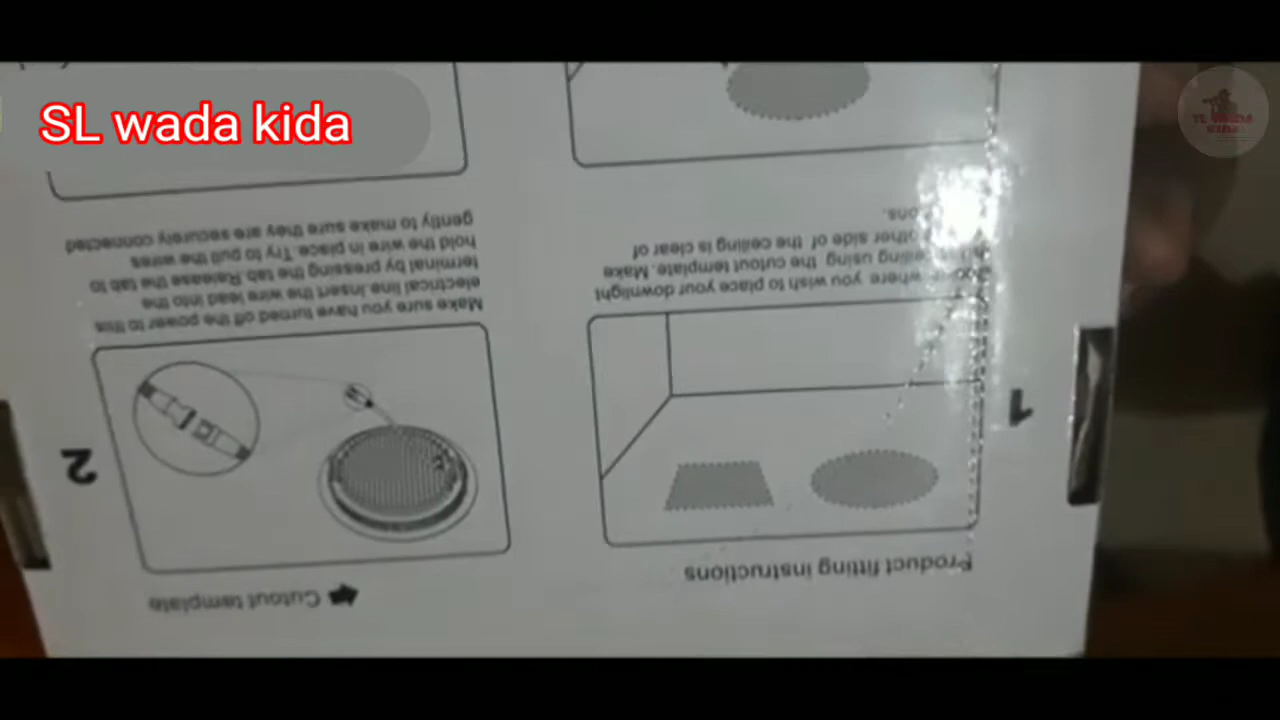 SL wada kida
Product fitting instructions
1
where you wish to place your downlight
ceiling using the cutout template. Make
other side of the ceiling is clear of
Cutout template
2
Make sure you have turned off the power to this
electrical line.insert the wire lead into the
terminal by pressing the tab.Release the tab to
hold the wire in place. Try to pull the wires
gently to make sure they are securely connected